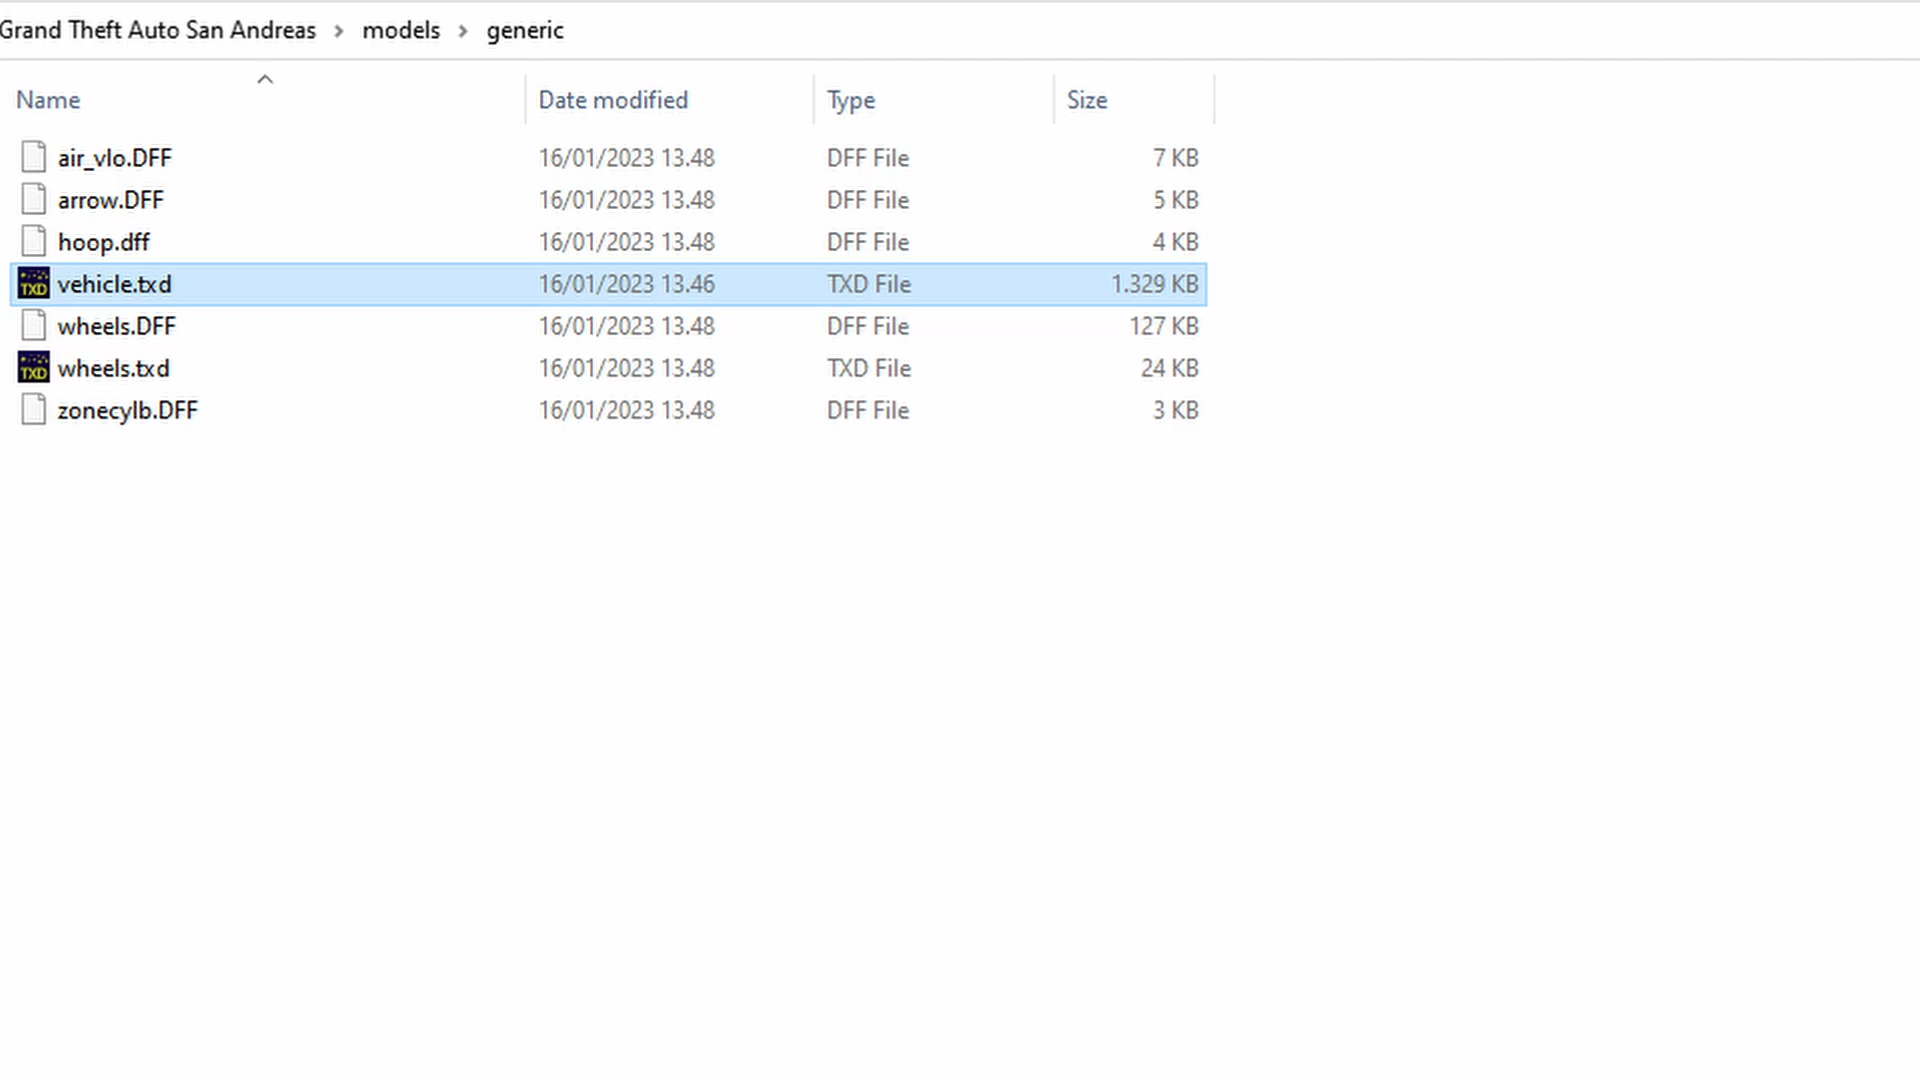 Grand Theft Auto San Andreas > models > generic
Name Date modified Type Size
air_vlo.DFF 16/01/2023 13.48 DFF File 7 KB
arrow.DFF 16/01/2023 13.48 DFF File 5 KB
hoop.dff 16/01/2023 13.48 DFF File 4 KB
TXD vehicle.txd 16/01/2023 13.46 TXD File 1.329 KB
wheels.DFF 16/01/2023 13.48 DFF File 127 KB
TXD wheels.txd 16/01/2023 13.48 TXD File 24 KB
zonecylb.DFF 16/01/2023 13.48 DFF File 3 KB